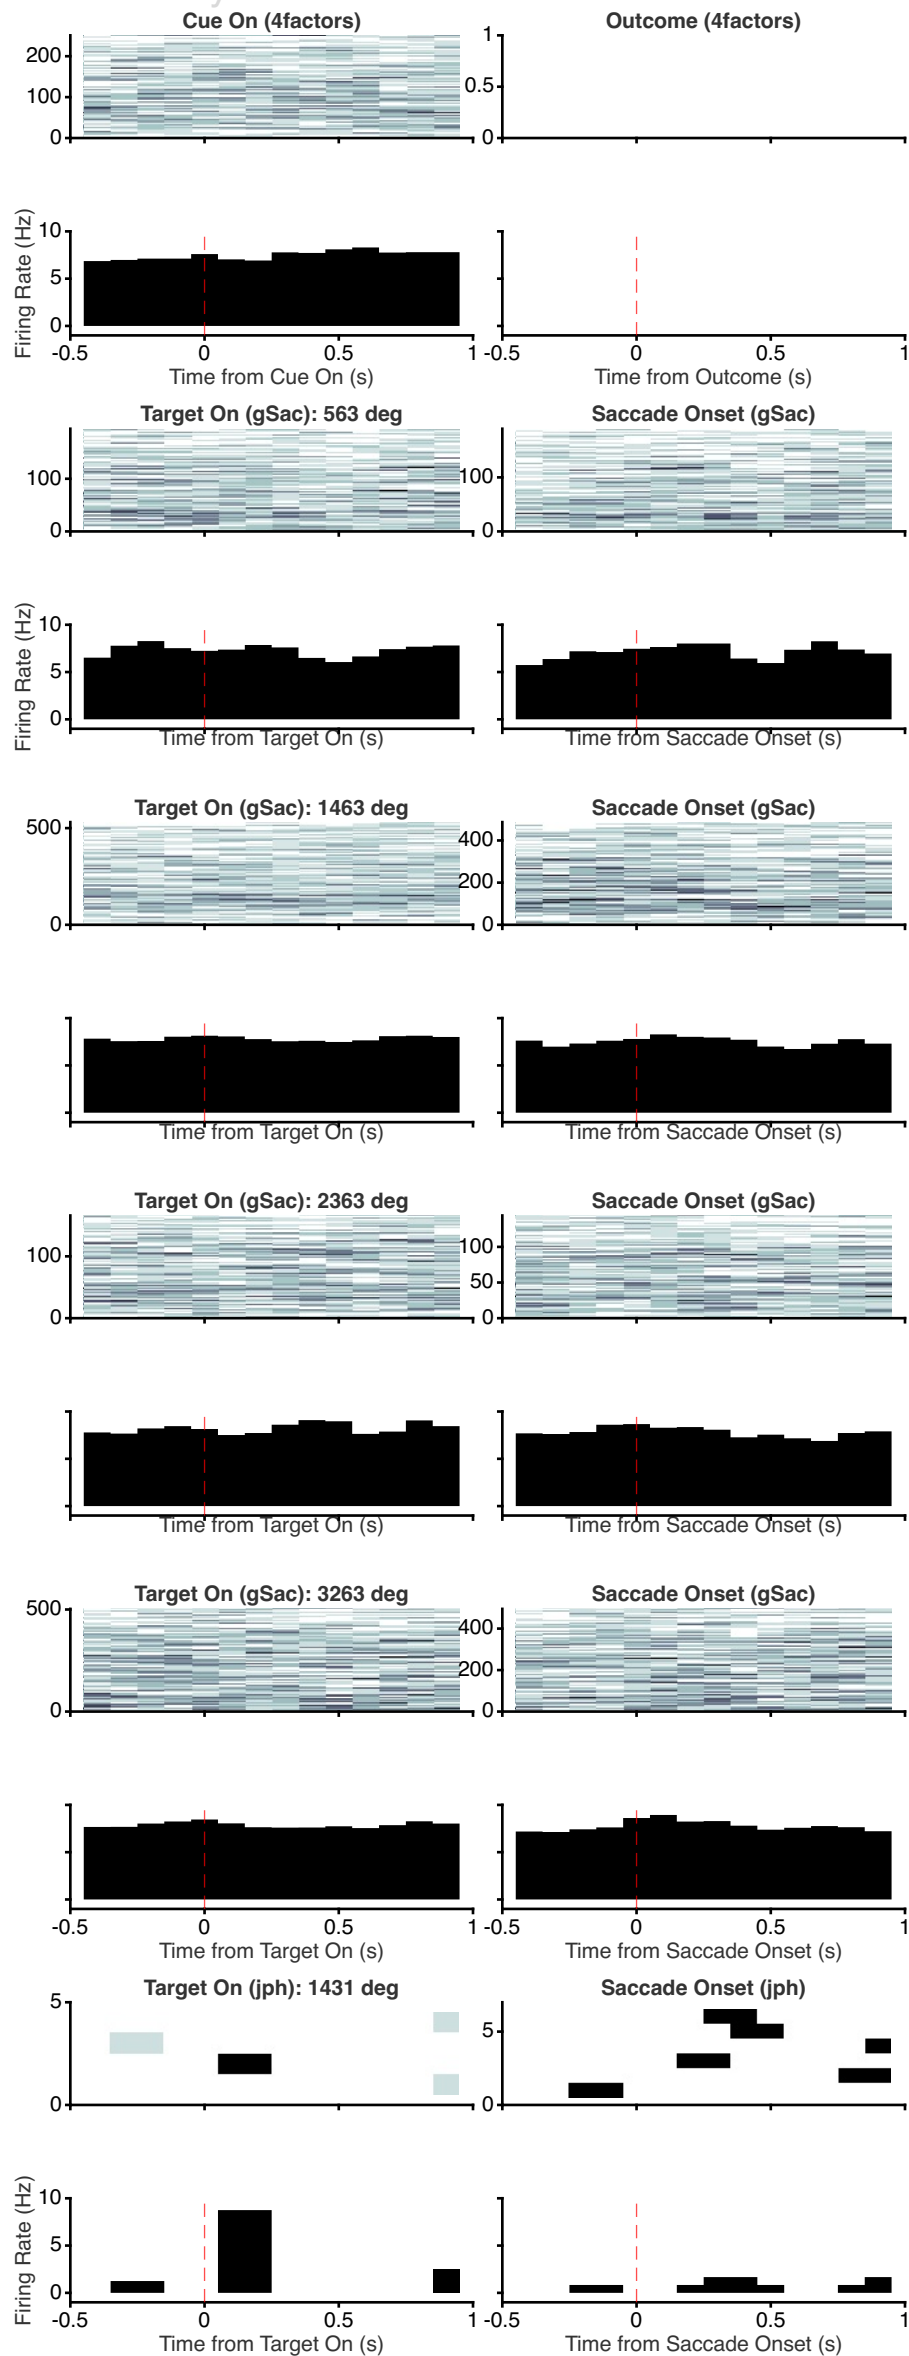 Cue On (4factors) Outcome (4factors)
200
100
0
1
0.5
0
Firing Rate (Hz)
10
5
0
-0.5 0 0.5 1 -0.5 0 0.5 1
Time from Cue On (s) Time from Outcome (s)
Target On (gSac): 563 deg Saccade Onset (gSac)
100
0
100
0
Firing Rate (Hz)
10
5
0
Time from Target On (s) Time from Saccade Onset (s)
Target On (gSac): 1463 deg Saccade Onset (gSac)
500
0
400
200
0
Time from Target On (s) Time from Saccade Onset (s)
Target On (gSac): 2363 deg Saccade Onset (gSac)
100
0
100
50
0
Time from Target On (s) Time from Saccade Onset (s)
Target On (gSac): 3263 deg Saccade Onset (gSac)
500
0
400
200
0
-0.5 0 0.5 1 -0.5 0 0.5 1
Time from Target On (s) Time from Saccade Onset (s)
Target On (jph): 1431 deg Saccade Onset (jph)
5
0
5
0
Firing Rate (Hz)
10
5
0
-0.5 0 0.5 1 -0.5 0 0.5 1
Time from Target On (s) Time from Saccade Onset (s)